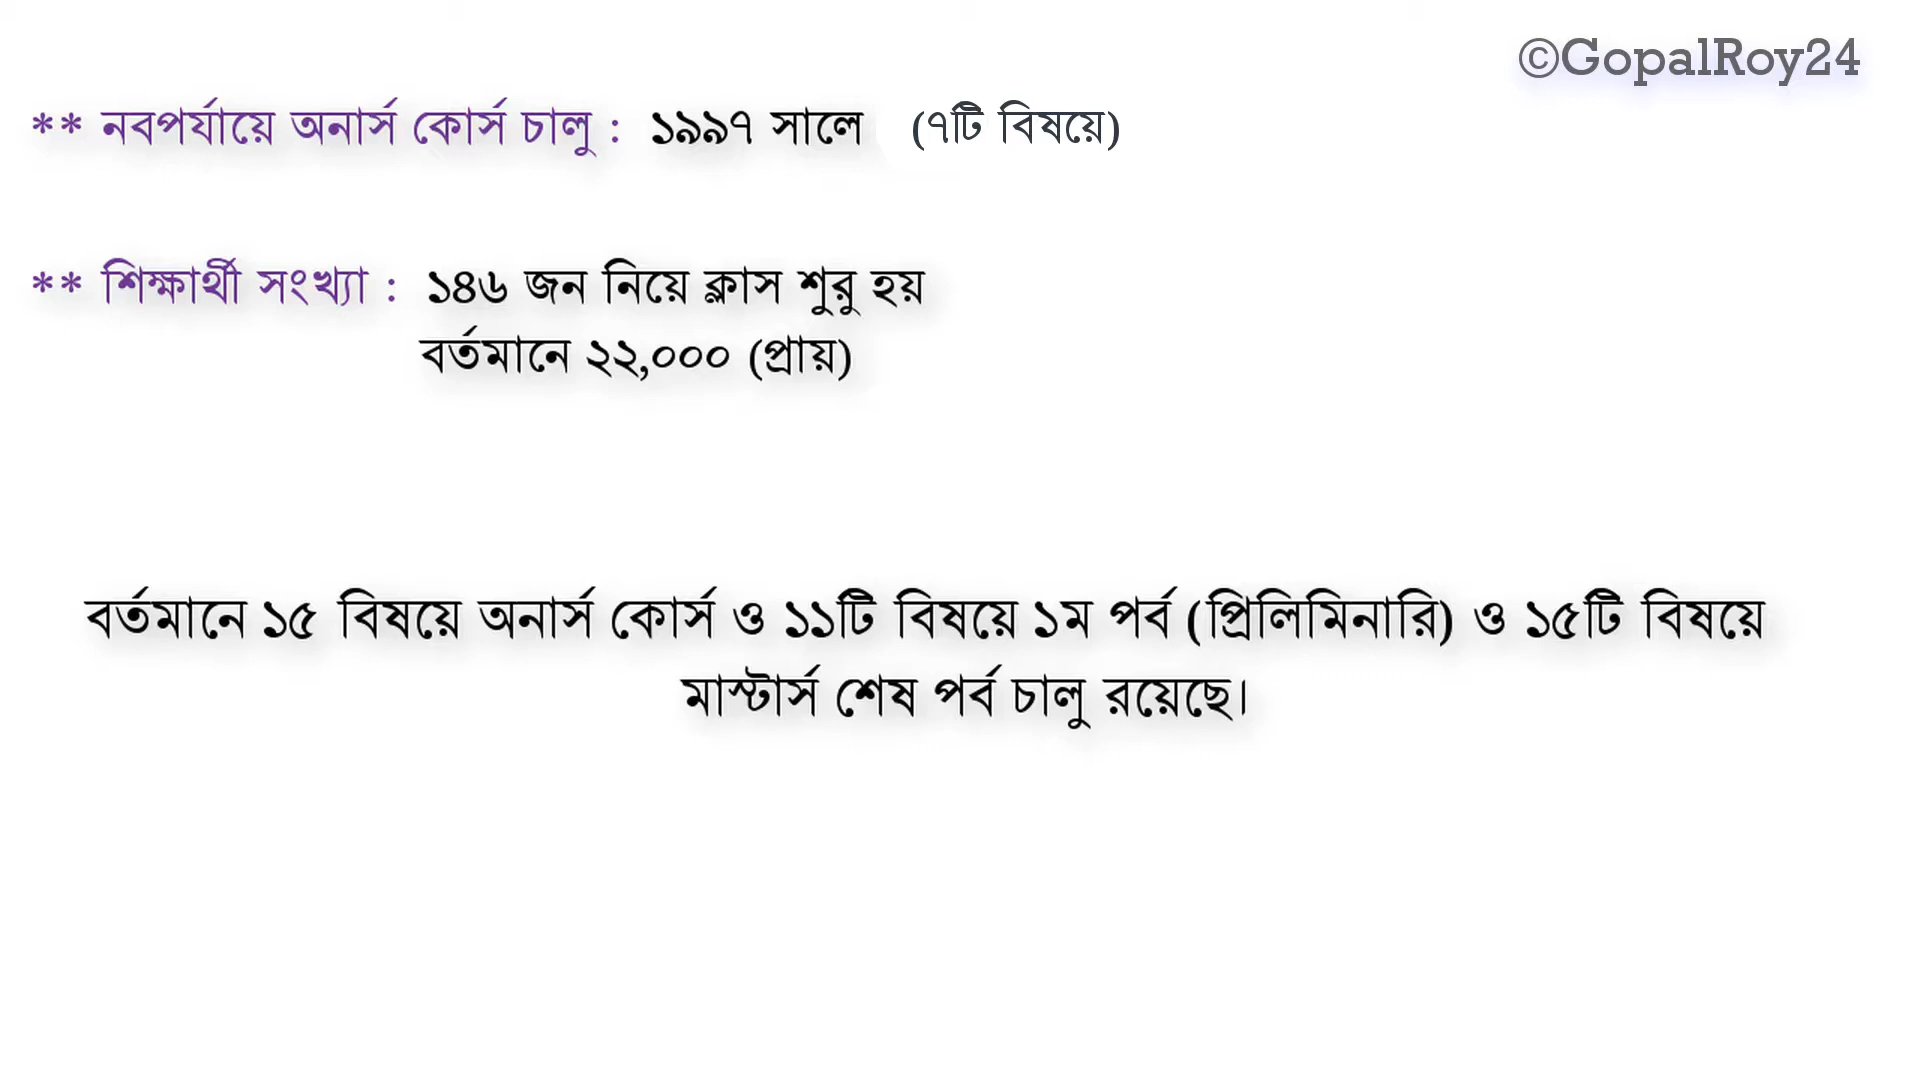 ©GopalRoy24
** নবপর্যায়ে অনার্স কোর্স চালু : ১৯৯৭ সালে (৭টি বিষয়ে)
** শিক্ষার্থী সংখ্যা : ১৪৬ জন নিয়ে ক্লাস শুরু হয়
বর্তমানে ২২,০০০ (প্রায়)
বর্তমানে ১৫ বিষয়ে অনার্স কোর্স ও ১১টি বিষয়ে ১ম পর্ব (প্রিলিমিনারি) ও ১৫টি বিষয়ে
মাস্টার্স শেষ পর্ব চালু রয়েছে।